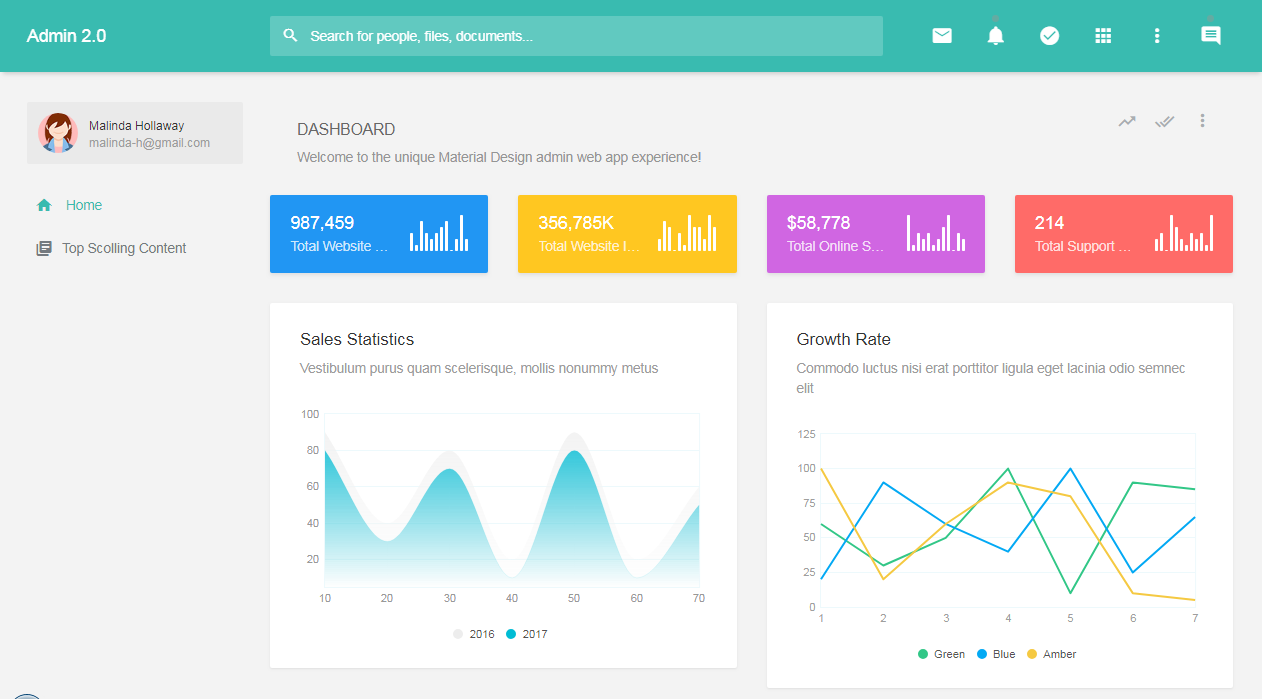 Admin 2.0
Search for people, files, documents...
Malinda Hollaway
malinda-h@gmail.com
Home
Top Scolling Content
DASHBOARD
Welcome to the unique Material Design admin web app experience!
987,459
Total Website ...
356,785K
Total Website I...
$58,778
Total Online S...
214
Total Support ...
Sales Statistics
Vestibulum purus quam scelerisque, mollis nonummy metus
100
80
60
40
20
10 20 30 40 50 60 70
2016 2017
Growth Rate
Commodo luctus nisi erat porttitor ligula eget lacinia odio semnec
elit
125
100
75
50
25
0
1 2 3 4 5 6 7
Green Blue Amber